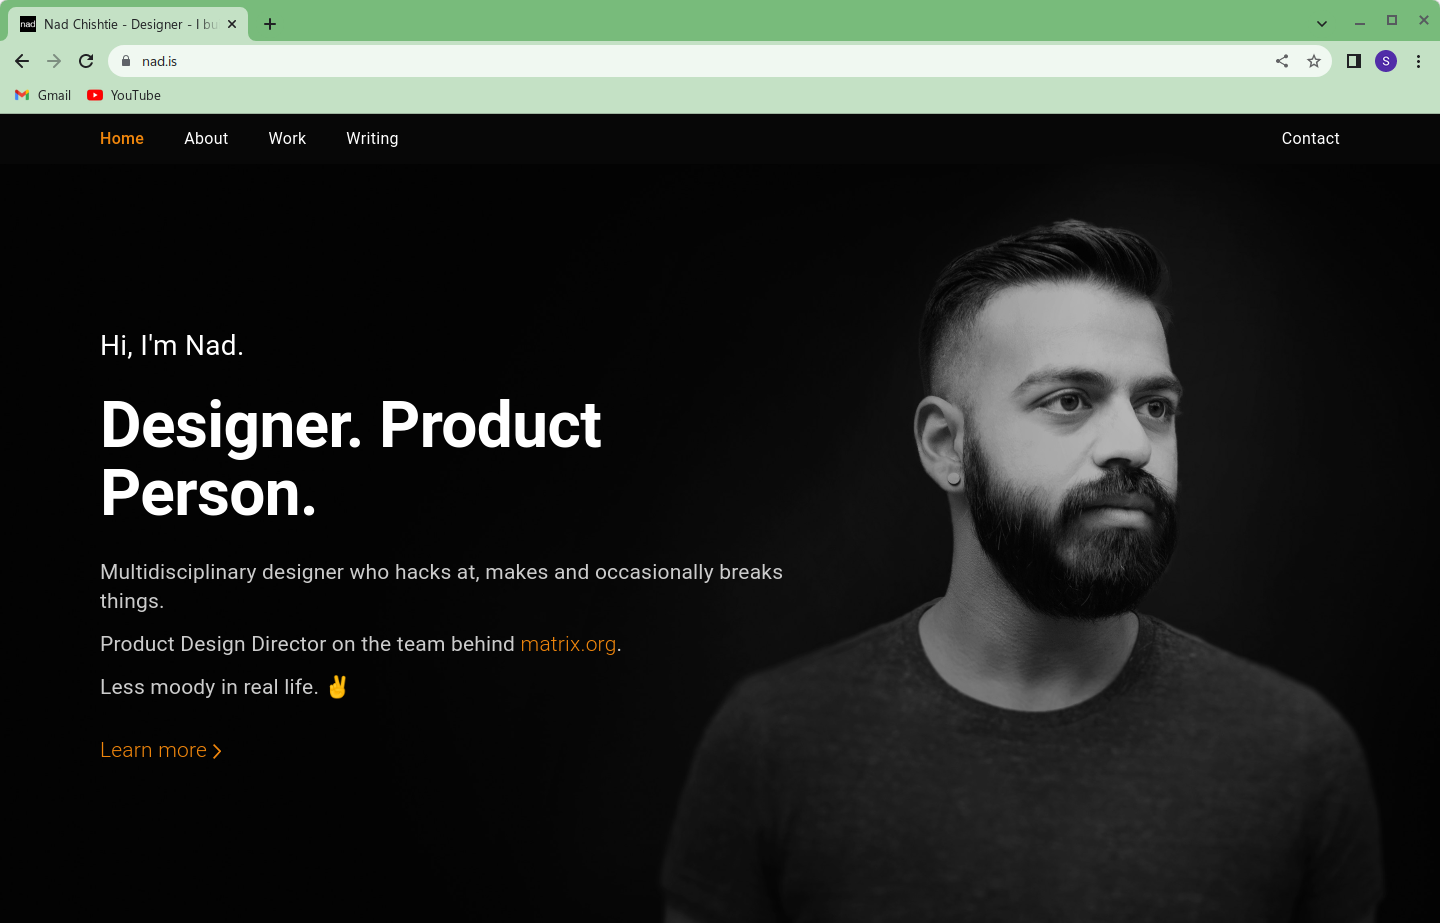 nad Nad Chishtie - Designer - I bu
nad.is
S
Gmail YouTube
Home About Work Writing Contact
Hi, I'm Nad.
Designer. Product
Person.
Multidisciplinary designer who hacks at, makes and occasionally breaks
things.
Product Design Director on the team behind matrix.org.
Less moody in real life. ✌️
Learn more